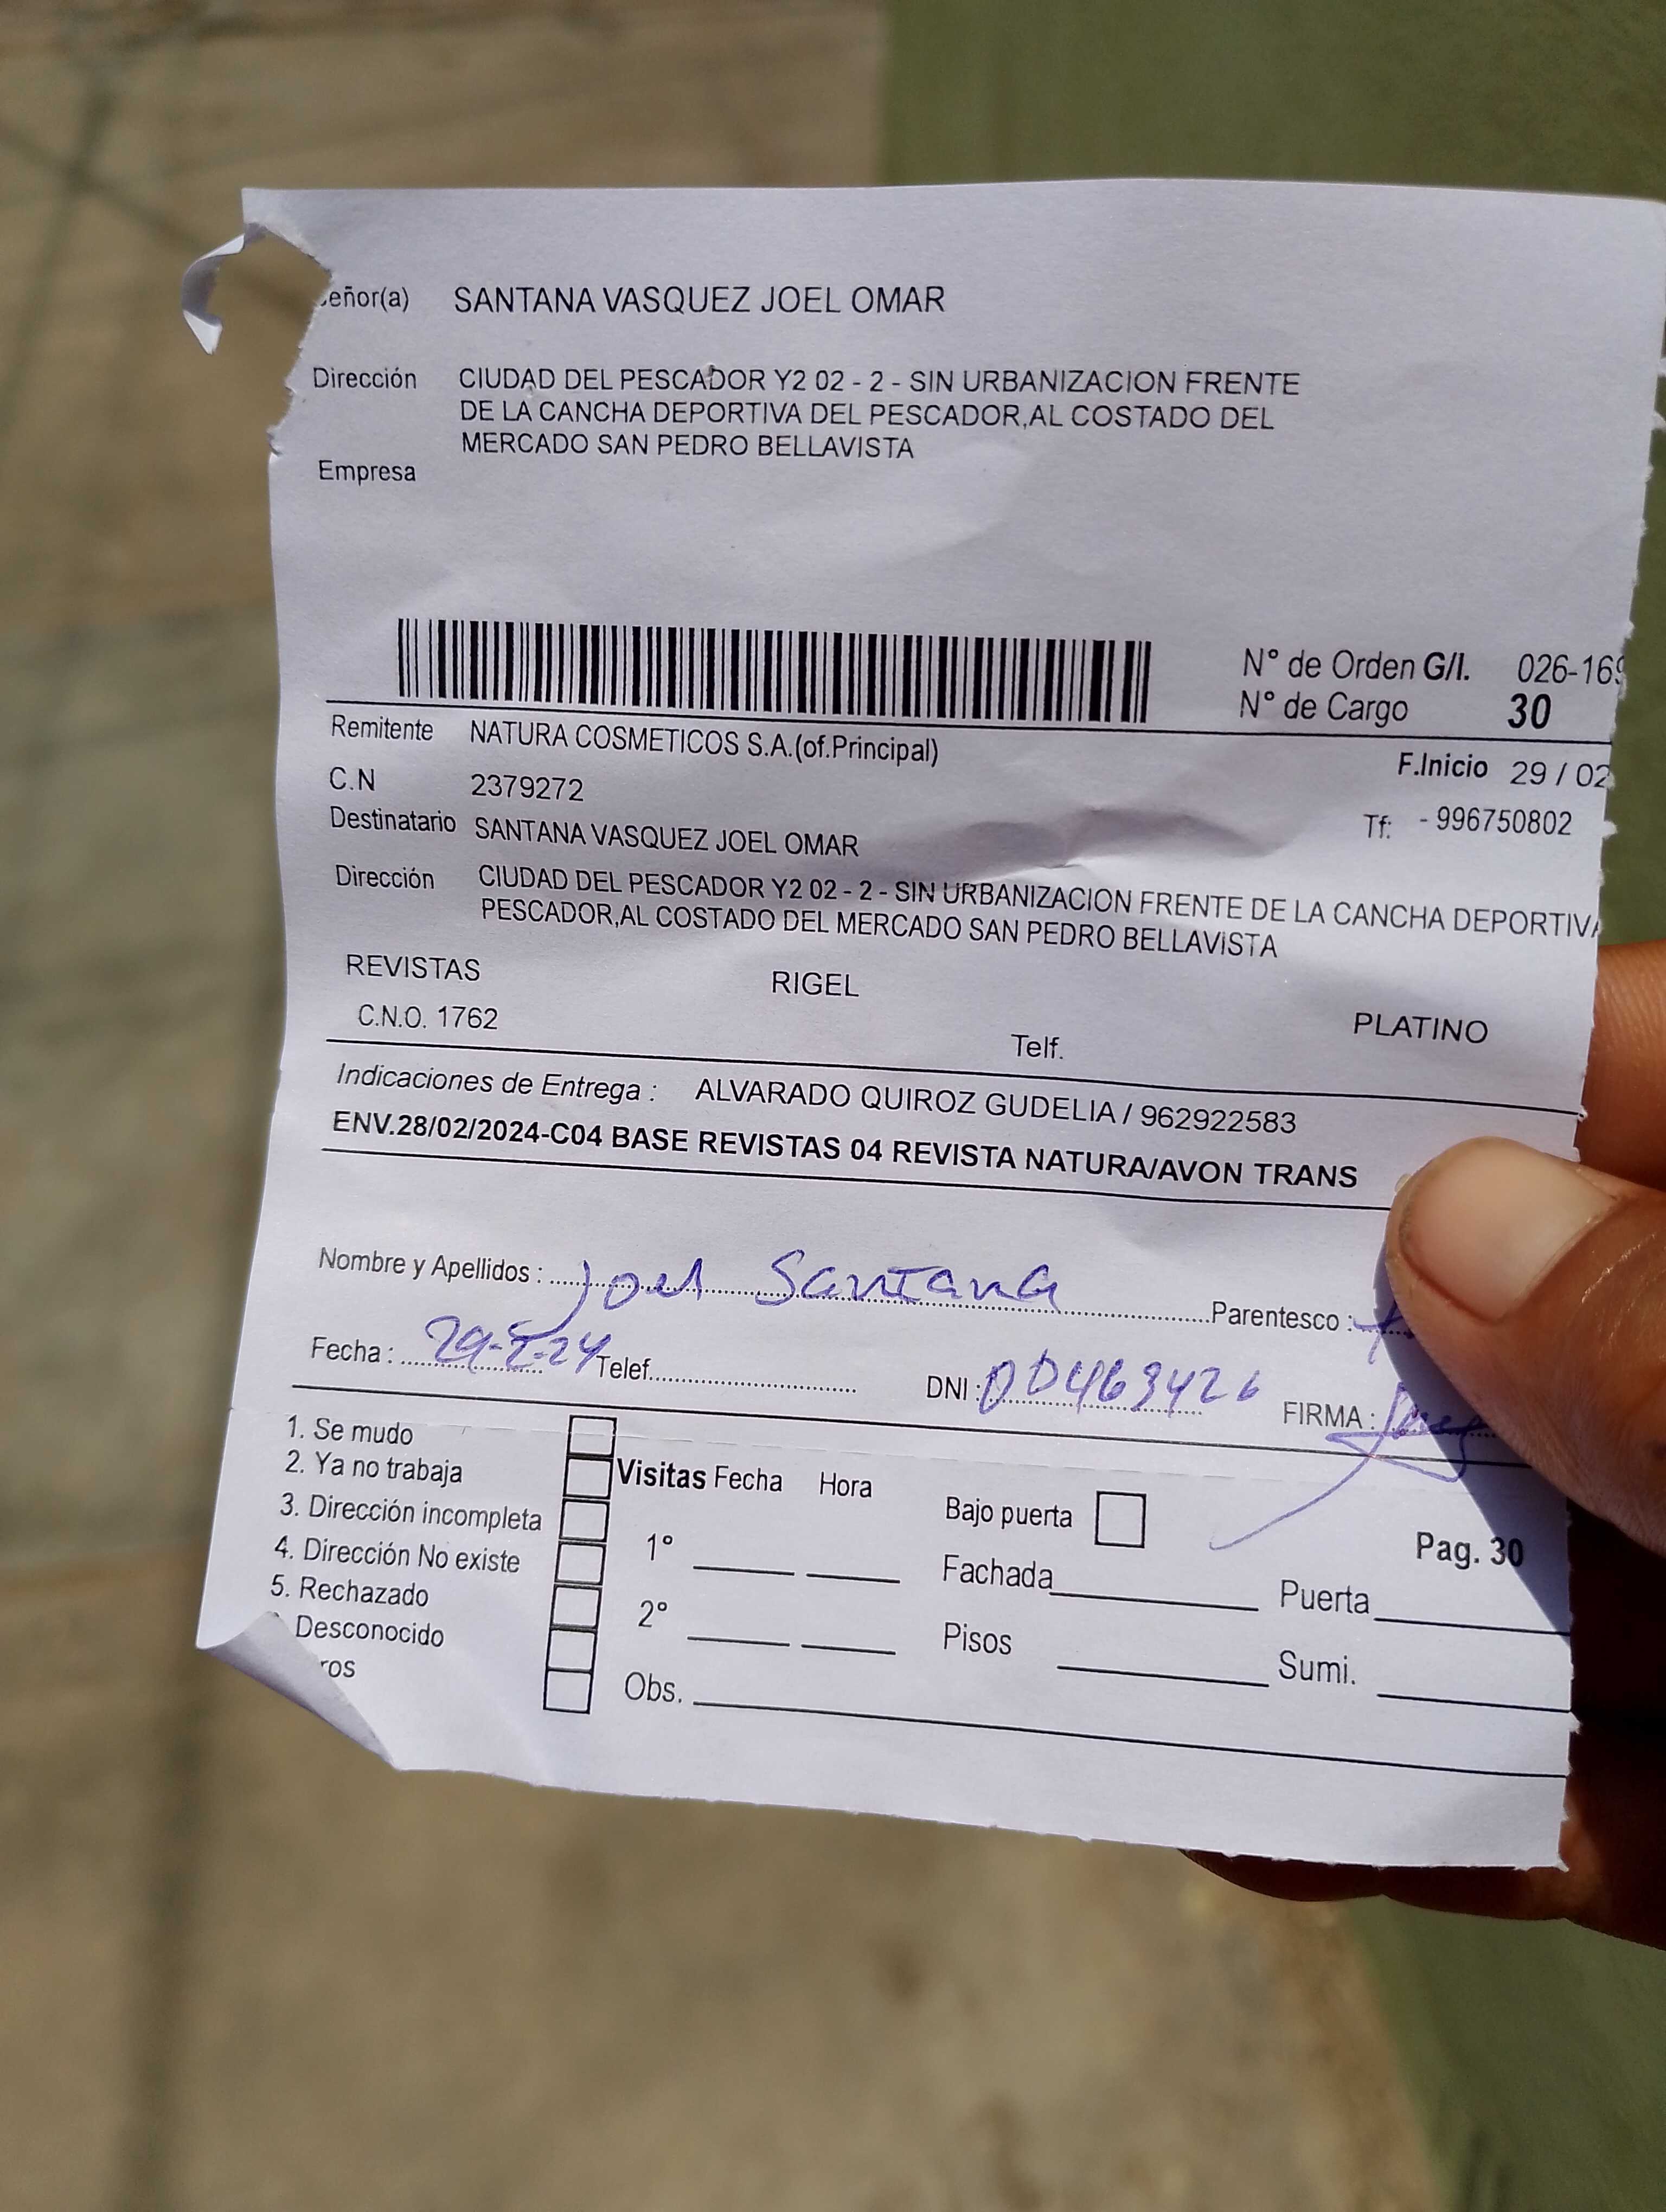 eñor(a) SANTANA VASQUEZ JOEL OMAR
Dirección CIUDAD DEL PESCADOR Y2 02 - 2 - SIN URBANIZACION FRENTE
DE LA CANCHA DEPORTIVA DEL PESCADOR,AL COSTADO DEL
MERCADO SAN PEDRO BELLAVISTA
Empresa
N° de Orden G/I. 026-169
N° de Cargo 30
Remitente NATURA COSMETICOS S.A.(of.Principal)
F.Inicio 29 / 02
C.N 2379272
Tf: - 996750802
Destinatario SANTANA VASQUEZ JOEL OMAR
Dirección CIUDAD DEL PESCADOR Y2 02 - 2 - SIN URBANIZACION FRENTE DE LA CANCHA DEPORTIVA
PESCADOR,AL COSTADO DEL MERCADO SAN PEDRO BELLAVISTA
REVISTAS RIGEL PLATINO
C.N.O. 1762 Telf.
Indicaciones de Entrega : ALVARADO QUIROZ GUDELIA / 962922583
ENV.28/02/2024-C04 BASE REVISTAS 04 REVISTA NATURA/AVON TRANS
Nombre y Apellidos : Joel Santana Parentesco :
Fecha : 29-2-24 Telef. DNI : FIRMA :
1. Se mudo
2. Ya no trabaja
3. Dirección incompleta
4. Dirección No existe
5. Rechazado
Desconocido
ros
Visitas Fecha Hora
1°
2°
Obs.
Bajo puerta
Fachada
Pisos
Pag. 30
Puerta
Sumi.